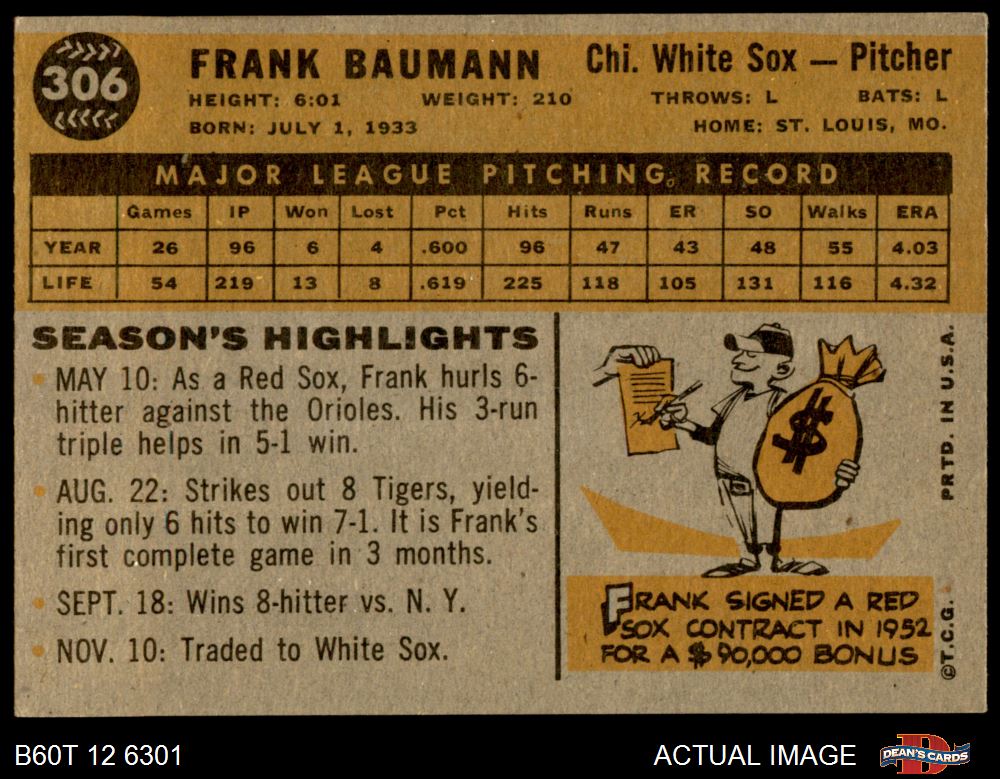 306
FRANK BAUMANN
Chi. White Sox — Pitcher
HEIGHT: 6:01 WEIGHT: 210 THROWS: L BATS: L
BORN: JULY 1, 1933 HOME: ST. LOUIS, MO.
MAJOR LEAGUE PITCHING RECORD
Games IP Won Lost Pct Hits Runs ER SO Walks ERA
YEAR 26 96 6 4 .600 96 47 43 48 55 4.03
LIFE 54 219 13 8 .619 225 118 105 131 116 4.32
SEASON'S HIGHLIGHTS
• MAY 10: As a Red Sox, Frank hurls 6-
hitter against the Orioles. His 3-run
triple helps in 5-1 win.
• AUG. 22: Strikes out 8 Tigers, yield-
ing only 6 hits to win 7-1. It is Frank's
first complete game in 3 months.
• SEPT. 18: Wins 8-hitter vs. N. Y.
• NOV. 10: Traded to White Sox.
$
FRANK SIGNED A RED
SOX CONTRACT IN 1952
FOR A $90,000 BONUS
©T.C.G. PRTD. IN U.S.A.
B60T 12 6301
ACTUAL IMAGE
D
DEAN'S CARDS